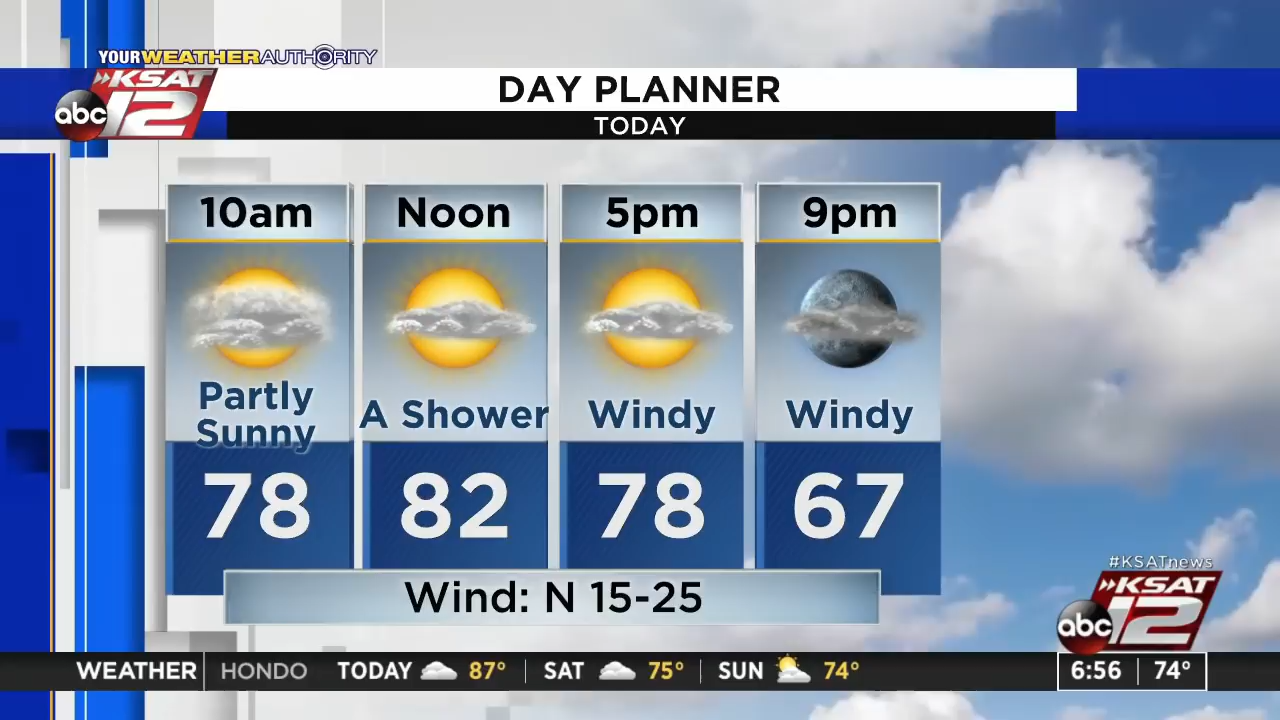 YOURWEATHERAUTHORITY
KSAT
abc 12
DAY PLANNER
TODAY
10am Noon 5pm 9pm
Partly
Sunny
A Shower Windy Windy
78 82 78 67
Wind: N 15-25
#KSATnews
KSAT
abc 12
WEATHER HONDO TODAY 87° SAT 75° SUN 74° 6:56 74°